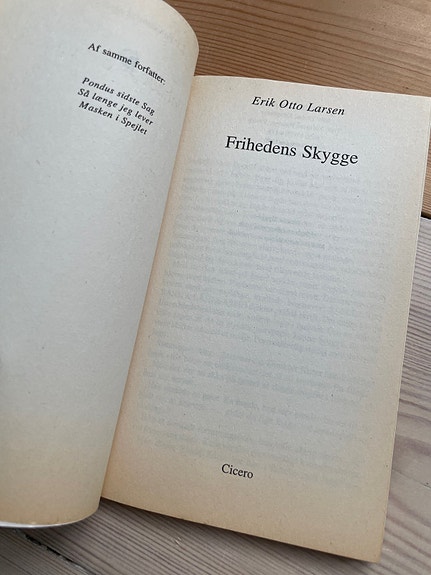 Af samme forfatter:
Pondus sidste Sag
Så længe jeg lever
Masken i Spejlet
Erik Otto Larsen
Frihedens Skygge
Cicero